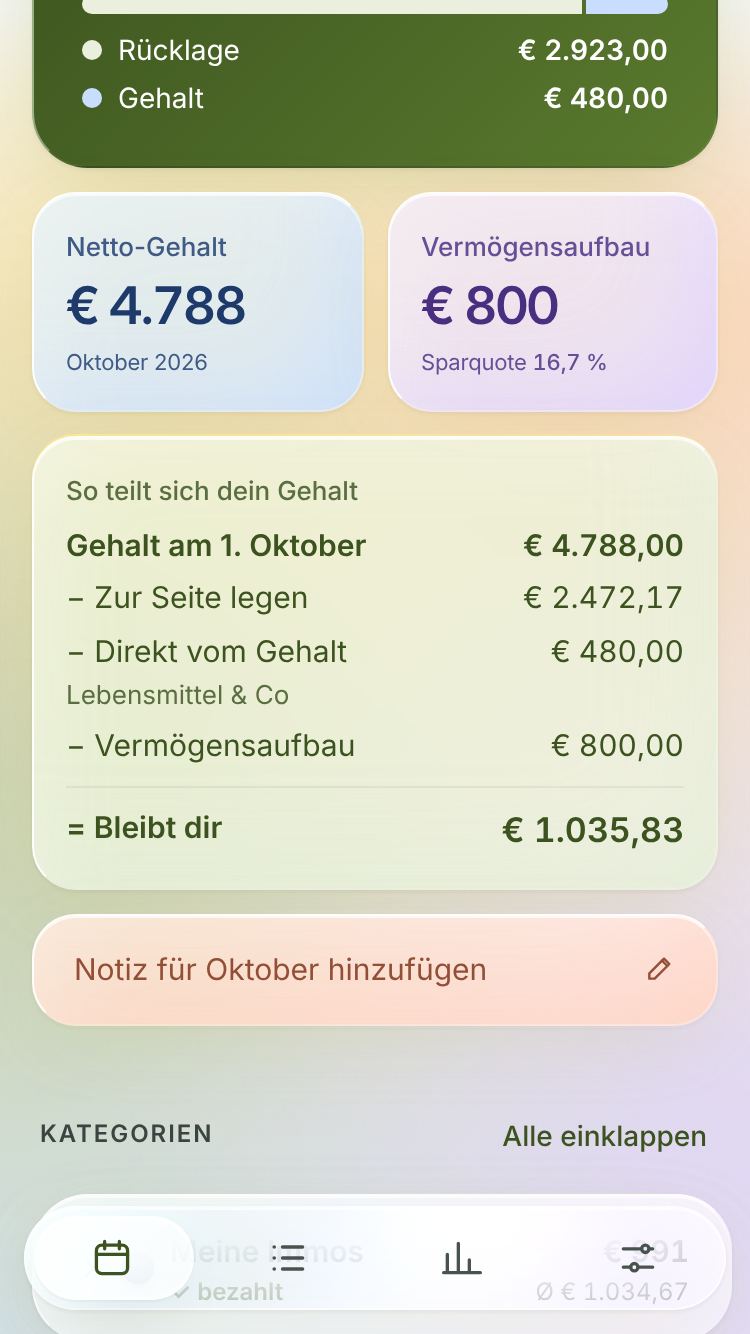 Rücklage € 2.923,00
Gehalt € 480,00
Netto-Gehalt
€ 4.788
Oktober 2026
Vermögensaufbau
€ 800
Sparquote 16,7 %
So teilt sich dein Gehalt
Gehalt am 1. Oktober € 4.788,00
– Zur Seite legen € 2.472,17
– Direkt vom Gehalt € 480,00
Lebensmittel & Co
– Vermögensaufbau € 800,00
= Bleibt dir € 1.035,83
Notiz für Oktober hinzufügen
KATEGORIEN Alle einklappen
Meine Immos
✓ bezahlt Ø € 1.034,67